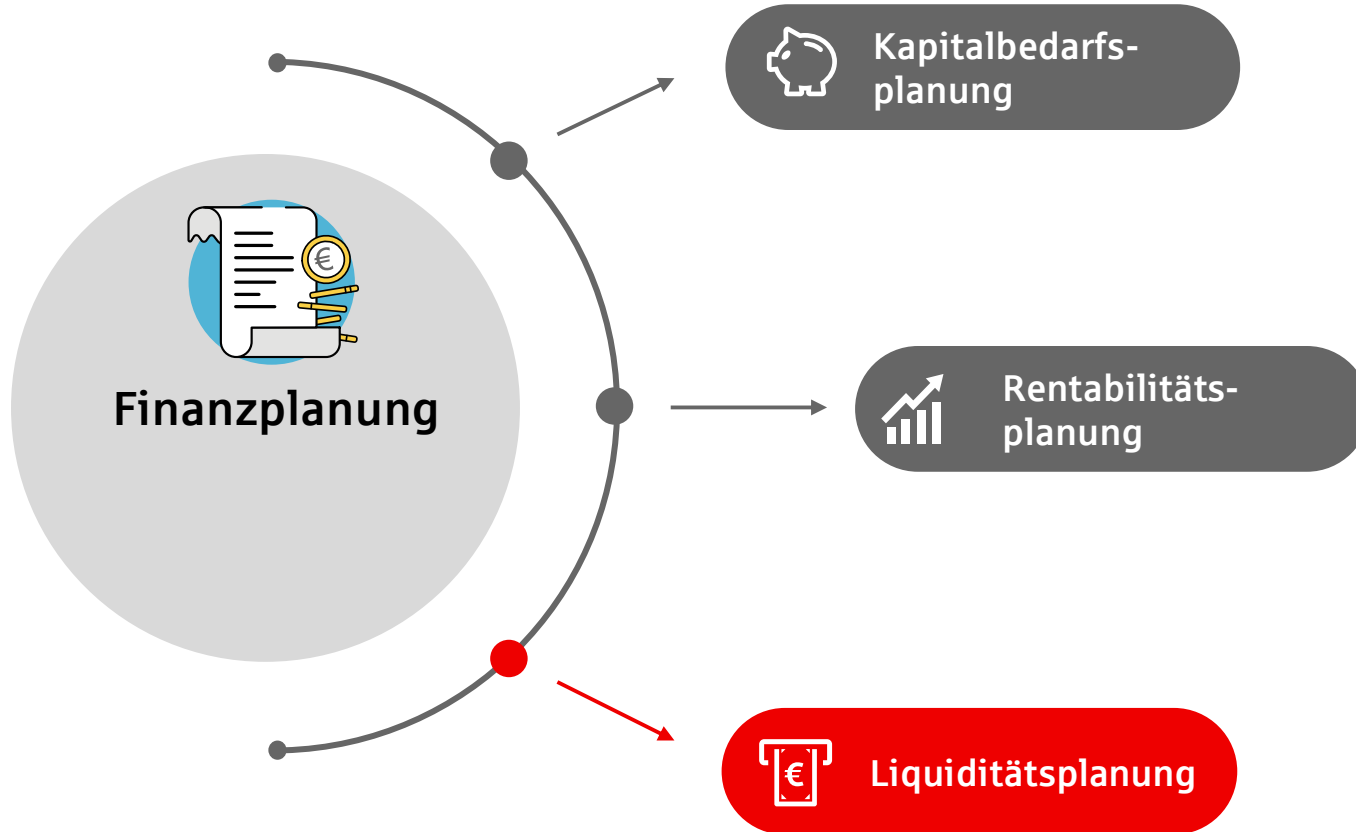 Kapitalbedarfs-
planung
€
Finanzplanung
Rentabilitäts-
planung
€
Liquiditätsplanung